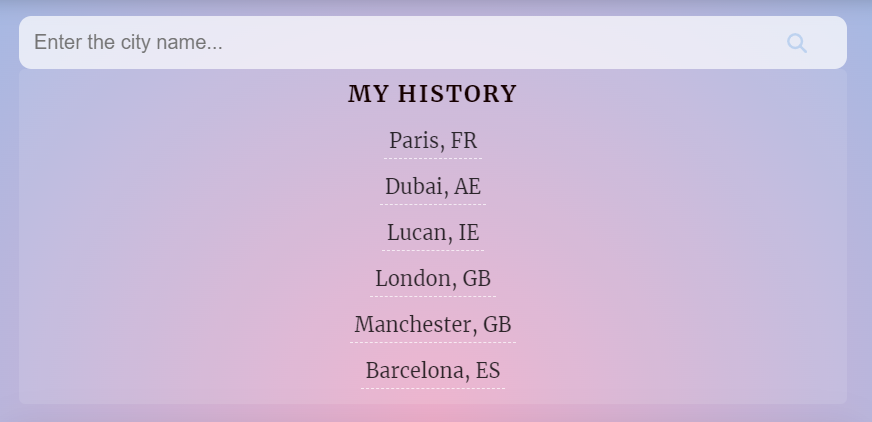 Enter the city name...
MY HISTORY
Paris, FR
Dubai, AE
Lucan, IE
London, GB
Manchester, GB
Barcelona, ES